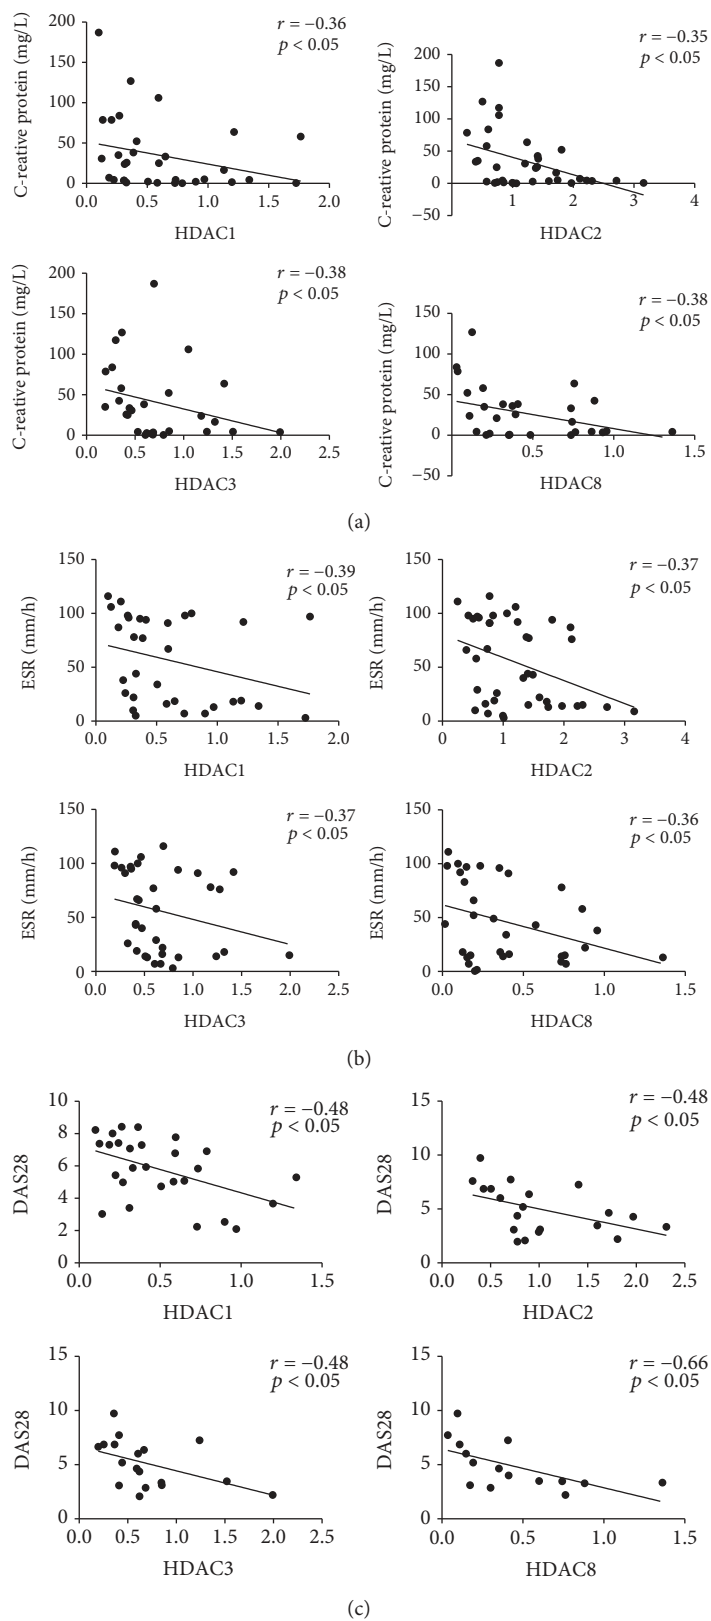 C-reative protein (mg/L)
200
150
100
50
0
0.0 0.5 1.0 1.5 2.0
HDAC1
r = −0.36
p < 0.05
C-reative protein (mg/L)
200
150
100
50
0
−50
1 2 3 4
HDAC2
r = −0.35
p < 0.05
C-reative protein (mg/L)
200
150
100
50
0
0.0 0.5 1.0 1.5 2.0 2.5
HDAC3
r = −0.38
p < 0.05
C-reative protein (mg/L)
150
100
50
0
−50
0.5 1.0 1.5
HDAC8
r = −0.38
p < 0.05
(a)
ESR (mm/h)
150
100
50
0
0.0 0.5 1.0 1.5 2.0
HDAC1
r = −0.39
p < 0.05
ESR (mm/h)
150
100
50
0
0 1 2 3 4
HDAC2
r = −0.37
p < 0.05
ESR (mm/h)
150
100
50
0
0.0 0.5 1.0 1.5 2.0 2.5
HDAC3
r = −0.37
p < 0.05
ESR (mm/h)
150
100
50
0
0.0 0.5 1.0 1.5
HDAC8
r = −0.36
p < 0.05
(b)
DAS28
10
8
6
4
2
0
0.0 0.5 1.0 1.5
HDAC1
r = −0.48
p < 0.05
DAS28
15
10
5
0
0.0 0.5 1.0 1.5 2.0 2.5
HDAC2
r = −0.48
p < 0.05
DAS28
15
10
5
0
0.0 0.5 1.0 1.5 2.0 2.5
HDAC3
r = −0.48
p < 0.05
DAS28
15
10
5
0
0.0 0.5 1.0 1.5
HDAC8
r = −0.66
p < 0.05
(c)